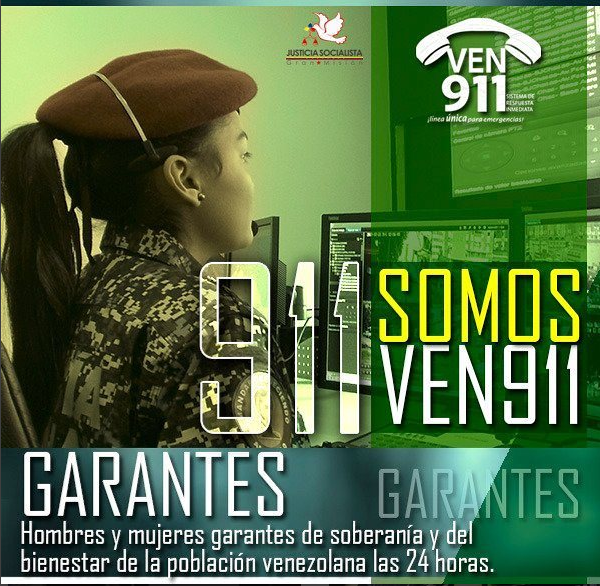 JUSTICIA SOCIALISTA
Gran Misión
VEN
911
SISTEMA DE
RESPUESTA
INMEDIATA
¡línea única para emergencias!
911
SOMOS
VEN911
GARANTES
GARANTES
Hombres y mujeres garantes de soberanía y del
bienestar de la población venezolana las 24 horas.